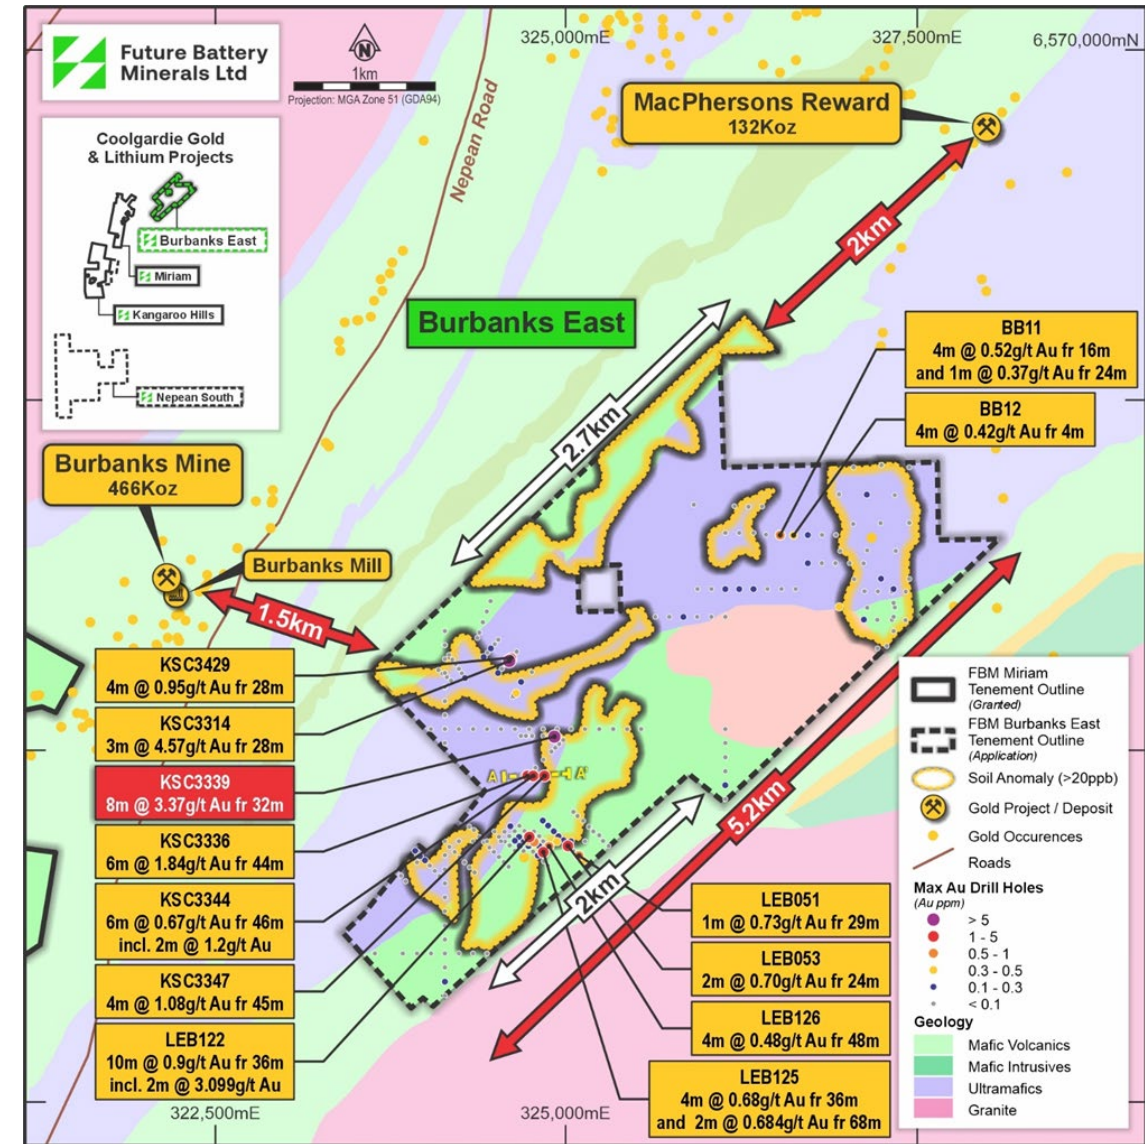 Future Battery
Minerals Ltd
N
1km
Projection: MGA Zone 51 (GDA94)
325,000mE
327,500mE
6,570,000mN
Nepean Road
MacPhersons Reward
132Koz
Coolgardie Gold
& Lithium Projects
Burbanks East
Miriam
Kangaroo Hills
Nepean South
2km
Burbanks East
BB11
4m @ 0.52g/t Au fr 16m
and 1m @ 0.37g/t Au fr 24m
BB12
4m @ 0.42g/t Au fr 4m
2.7km
Burbanks Mine
466Koz
Burbanks Mill
1.5km
KSC3429
4m @ 0.95g/t Au fr 28m
KSC3314
3m @ 4.57g/t Au fr 28m
KSC3339
8m @ 3.37g/t Au fr 32m
KSC3336
6m @ 1.84g/t Au fr 44m
KSC3344
6m @ 0.67g/t Au fr 46m
incl. 2m @ 1.2g/t Au
KSC3347
4m @ 1.08g/t Au fr 45m
LEB122
10m @ 0.9g/t Au fr 36m
incl. 2m @ 3.099g/t Au
A A'
5.2km
2km
LEB051
1m @ 0.73g/t Au fr 29m
LEB053
2m @ 0.70g/t Au fr 24m
LEB126
4m @ 0.48g/t Au fr 48m
LEB125
4m @ 0.68g/t Au fr 36m
and 2m @ 0.684g/t Au fr 68m
FBM Miriam
Tenement Outline
(Granted)
FBM Burbanks East
Tenement Outline
(Application)
Soil Anomaly (>20ppb)
Gold Project / Deposit
Gold Occurences
Roads
Max Au Drill Holes
(Au ppm)
> 5
1 - 5
0.5 - 1
0.3 - 0.5
0.1 - 0.3
< 0.1
Geology
Mafic Volcanics
Mafic Intrusives
Ultramafics
Granite
322,500mE
325,000mE